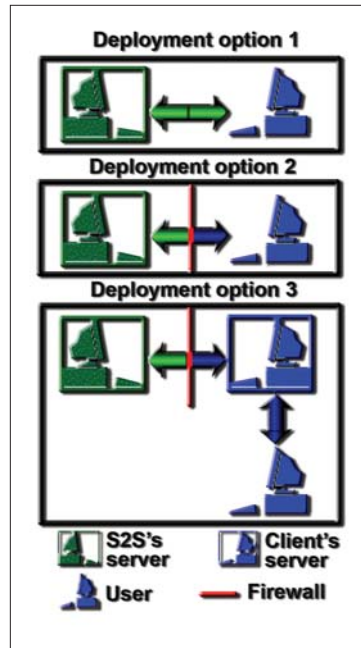 Deployment option 1
Deployment option 2
Deployment option 3
S2S's
server
Client's
server
User
Firewall